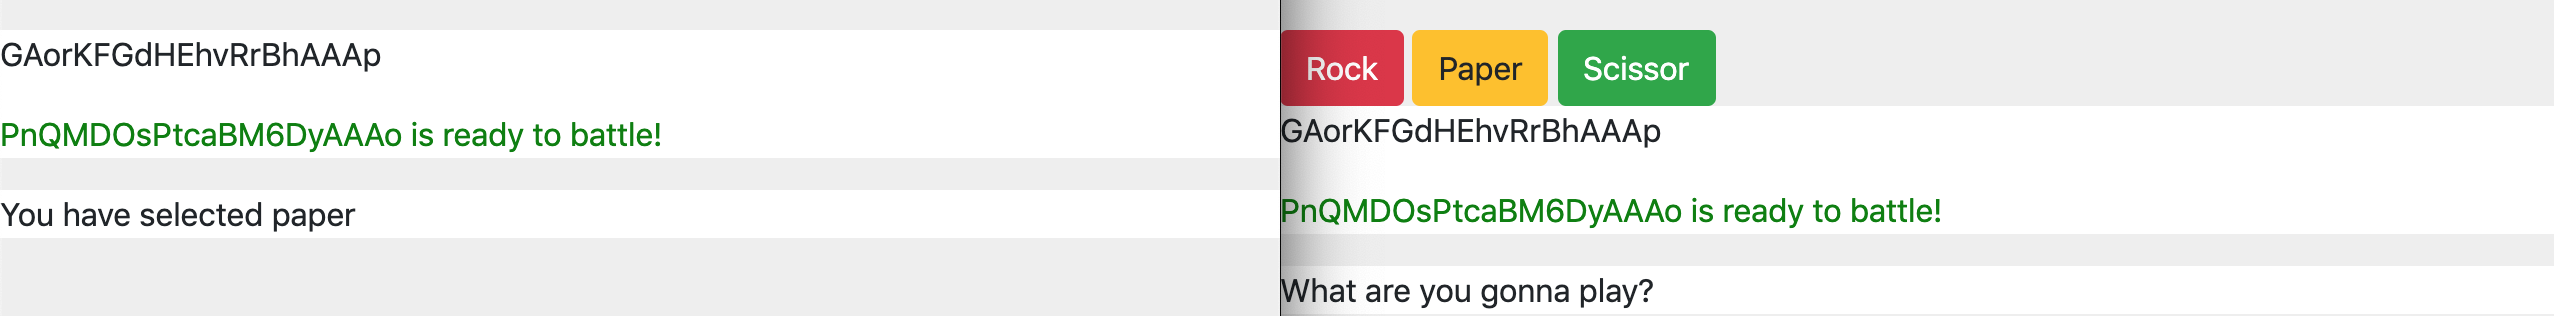 GAorKFGdHEhvRrBhAAAp
PnQMDOsPtcaBM6DyAAAo is ready to battle!
You have selected paper
Rock Paper Scissor
GAorKFGdHEhvRrBhAAAp
PnQMDOsPtcaBM6DyAAAo is ready to battle!
What are you gonna play?